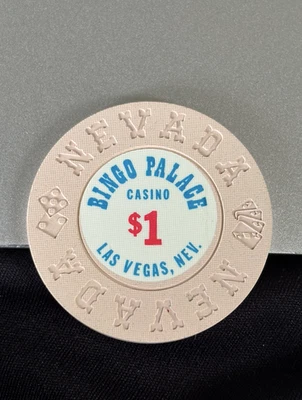 NEVADA
BINGO PALACE
CASINO
$1
LAS VEGAS, NEV.
NEVADA